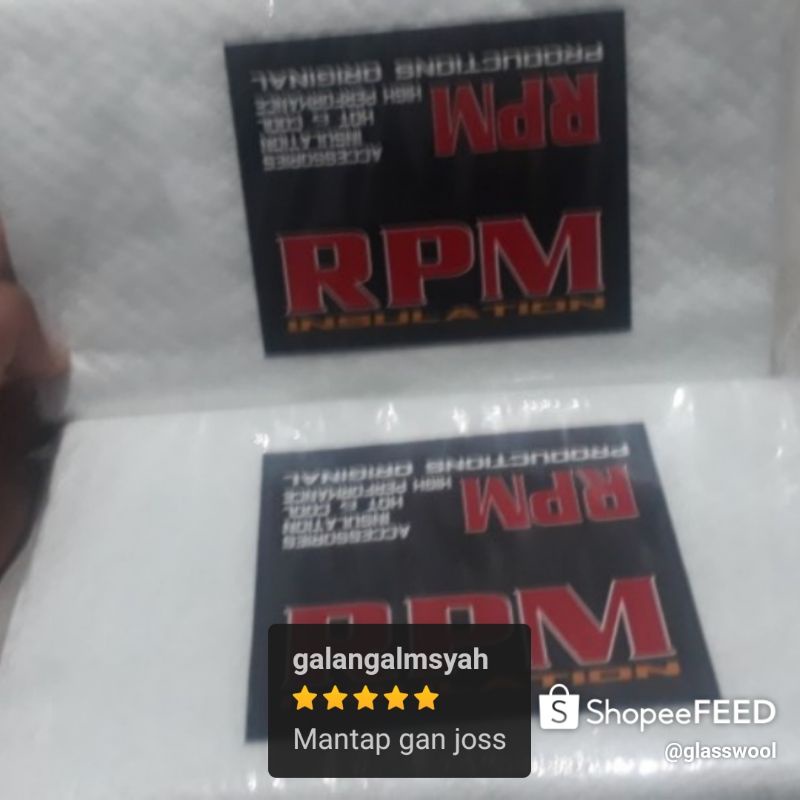 PRODUCTIONS ORIGINAL
RPM
HIGH PERFORMANCE
HOT & COOL
INSULATION
ACCESSORIES
RPM
INSULATION
PRODUCTIONS ORIGINAL
RPM
HIGH PERFORMANCE
HOT & COOL
INSULATION
ACCESSORIES
RPM
galangalmsyah
Mantap gan joss
S ShopeeFEED
@glasswool